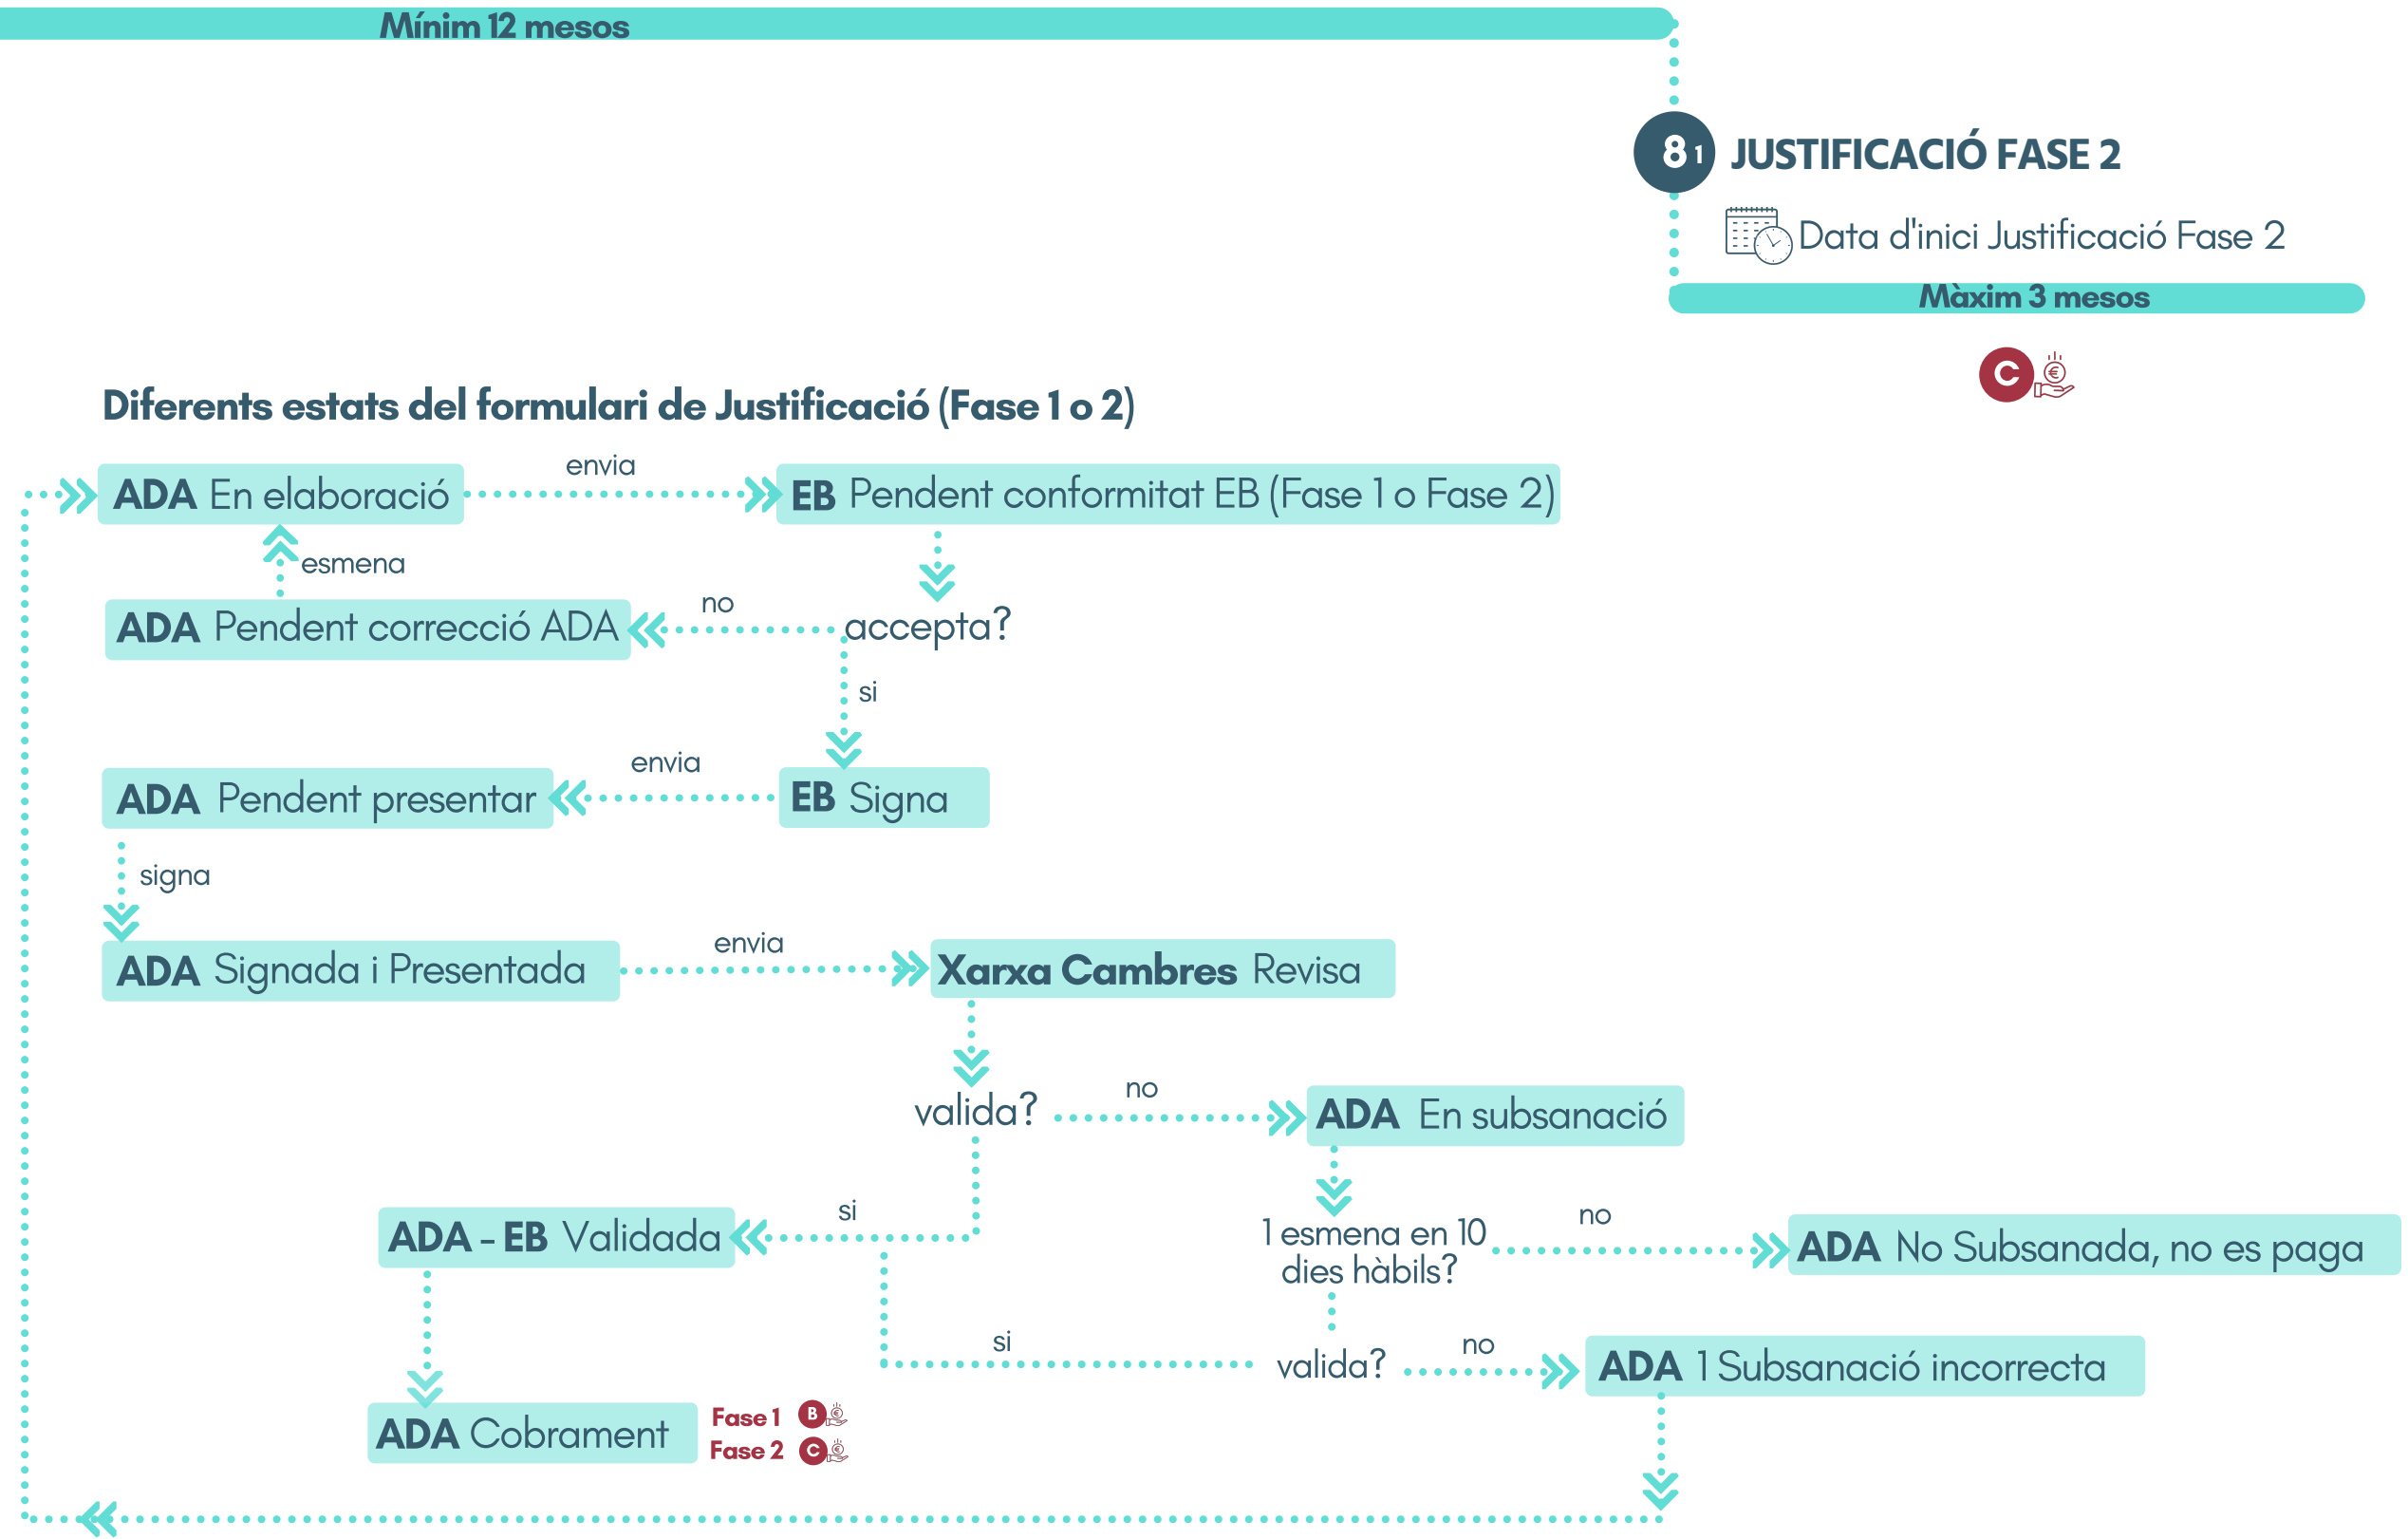 Mínim 12 mesos
8 1 JUSTIFICACIÓ FASE 2
Data d'inici Justificació Fase 2
Màxim 3 mesos
C €
Diferents estats del formulari de Justificació (Fase 1 o 2)
ADA En elaboració
envia
EB Pendent conformitat EB (Fase 1 o Fase 2)
esmena
ADA Pendent correcció ADA
no
accepta?
si
ADA Pendent presentar
envia
EB Signa
signa
ADA Signada i Presentada
envia
Xarxa Cambres Revisa
valida?
no
ADA En subsanació
ADA - EB Validada
si
1 esmena en 10
dies hàbils?
no
ADA No Subsanada, no es paga
si
valida?
no
ADA 1 Subsanació incorrecta
ADA Cobrament
Fase 1 B €
Fase 2 C €